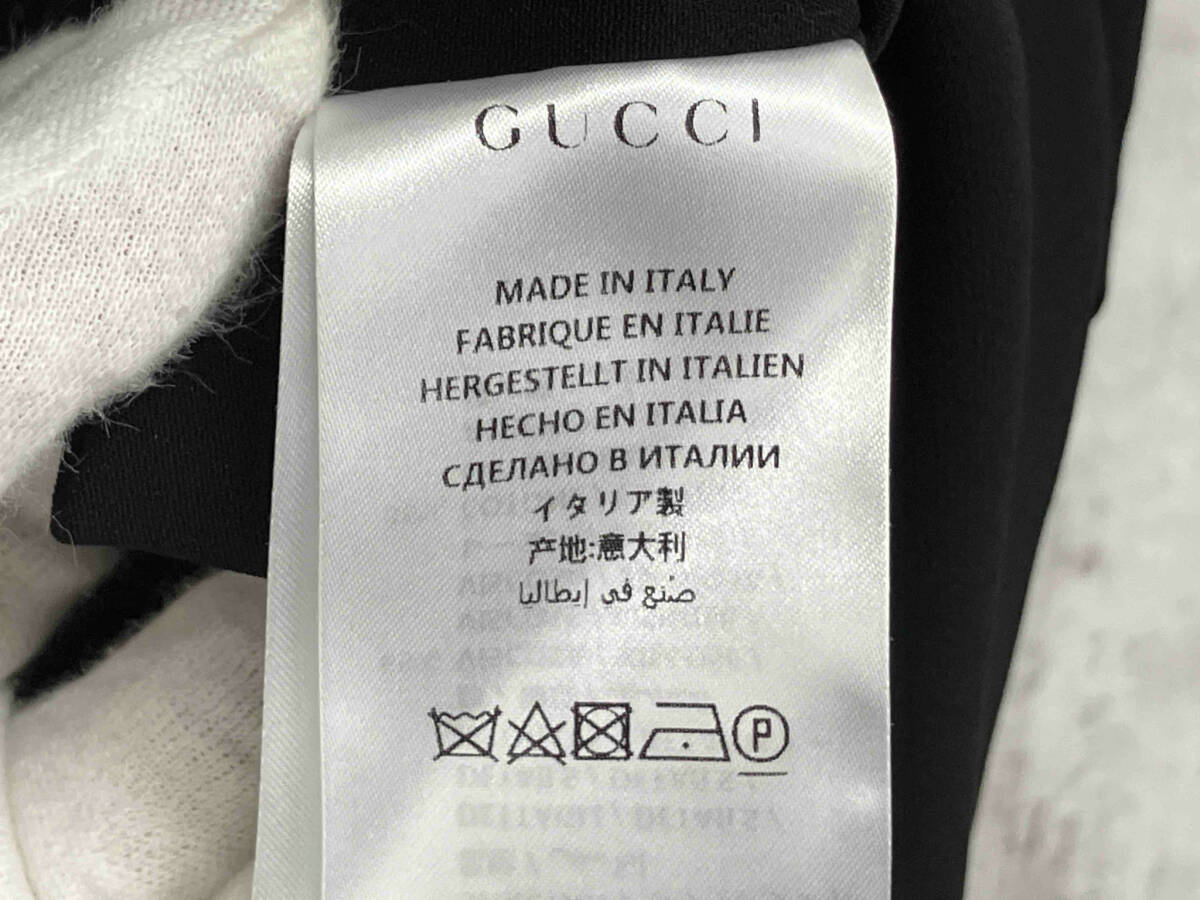 GUCCI
MADE IN ITALY
FABRIQUE EN ITALIE
HERGESTELLT IN ITALIEN
HECHO EN ITALIA
СДЕЛАНО В ИТАЛИИ
イタリア製
产地:意大利
صُنع في إيطاليا
P